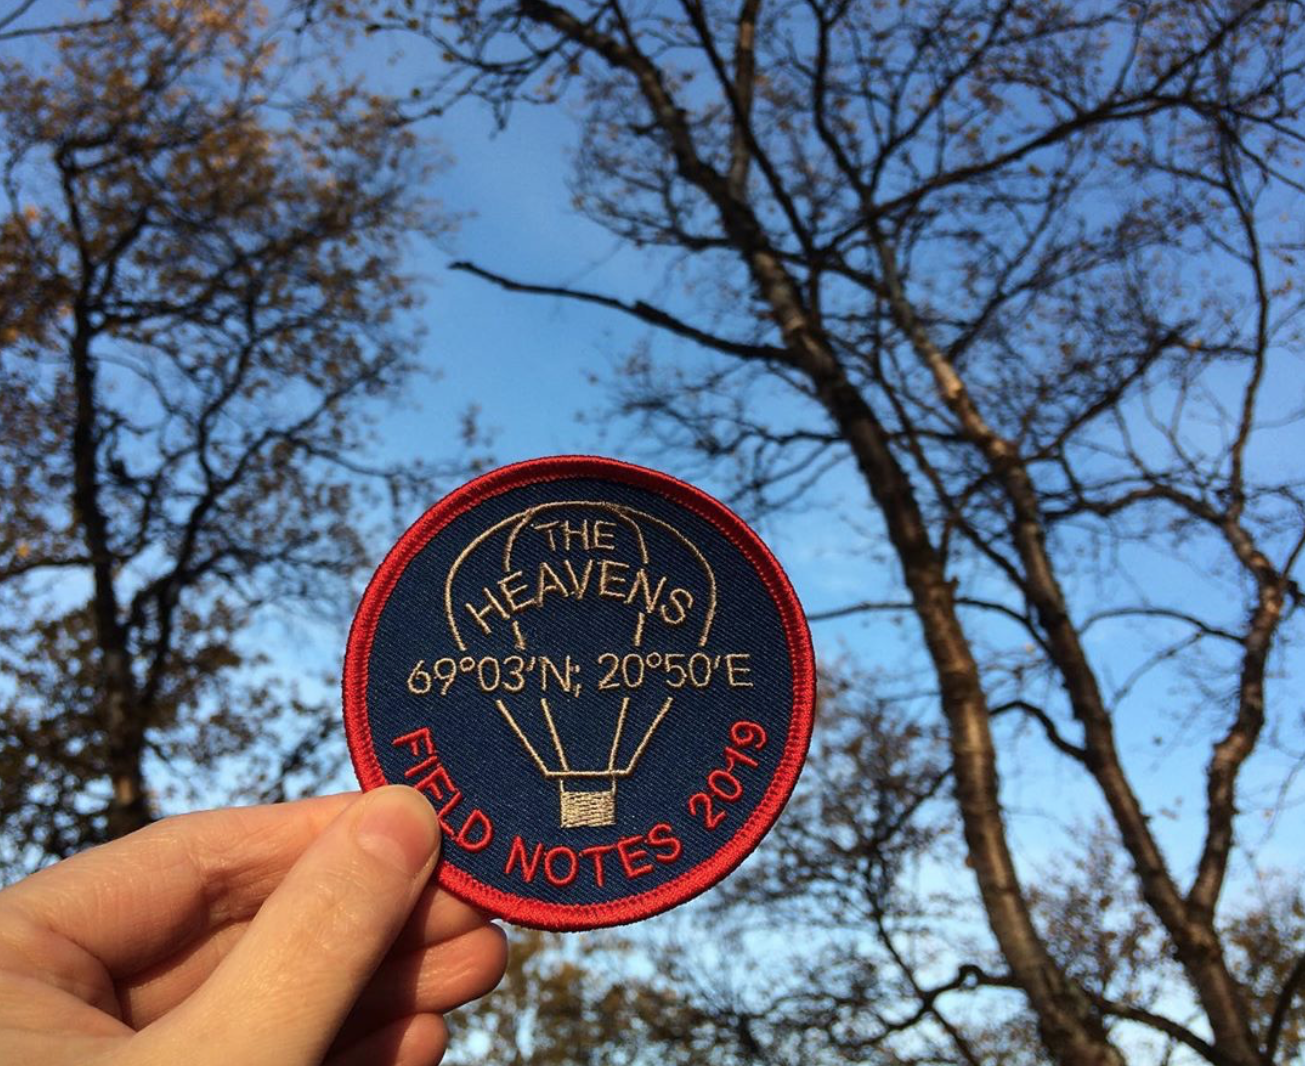 THE
HEAVENS
69°03'N; 20°50'E
FIELD NOTES 2019